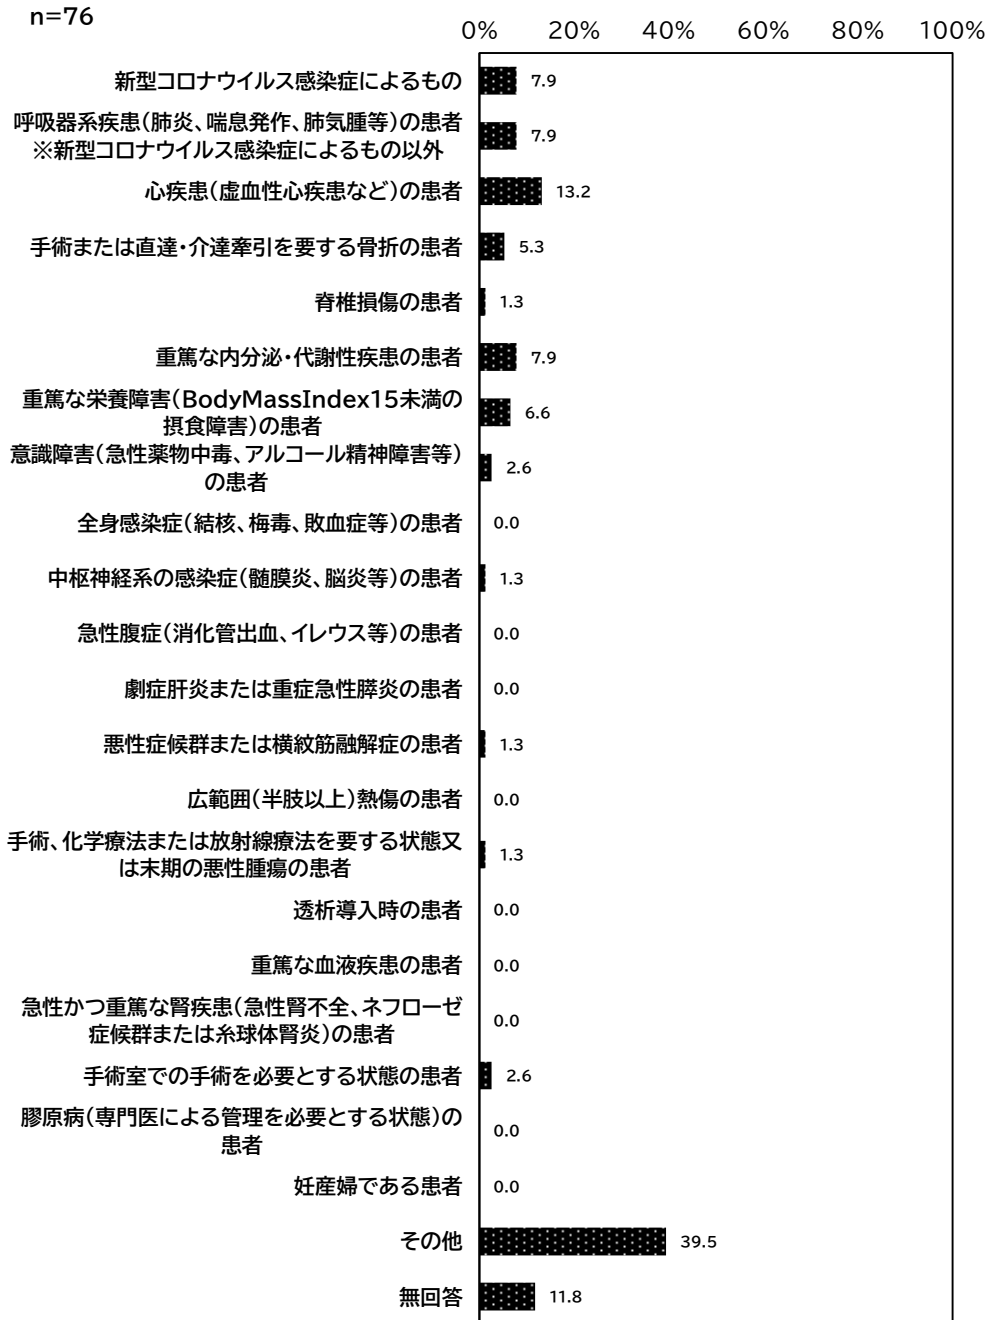 n=76
0% 20% 40% 60% 80% 100%
新型コロナウイルス感染症によるもの 7.9
呼吸器系疾患(肺炎、喘息発作、肺気腫等)の患者
※新型コロナウイルス感染症によるもの以外 7.9
心疾患(虚血性心疾患など)の患者 13.2
手術または直達・介達牽引を要する骨折の患者 5.3
脊椎損傷の患者 1.3
重篤な内分泌・代謝性疾患の患者 7.9
重篤な栄養障害(BodyMassIndex15未満の
摂食障害)の患者 6.6
意識障害(急性薬物中毒、アルコール精神障害等)
の患者 2.6
全身感染症(結核、梅毒、敗血症等)の患者 0.0
中枢神経系の感染症(髄膜炎、脳炎等)の患者 1.3
急性腹症(消化管出血、イレウス等)の患者 0.0
劇症肝炎または重症急性膵炎の患者 0.0
悪性症候群または横紋筋融解症の患者 1.3
広範囲(半肢以上)熱傷の患者 0.0
手術、化学療法または放射線療法を要する状態又
は末期の悪性腫瘍の患者 1.3
透析導入時の患者 0.0
重篤な血液疾患の患者 0.0
急性かつ重篤な腎疾患(急性腎不全、ネフローゼ
症候群または糸球体腎炎)の患者 0.0
手術室での手術を必要とする状態の患者 2.6
膠原病(専門医による管理を必要とする状態)の
患者 0.0
妊産婦である患者 0.0
その他 39.5
無回答 11.8